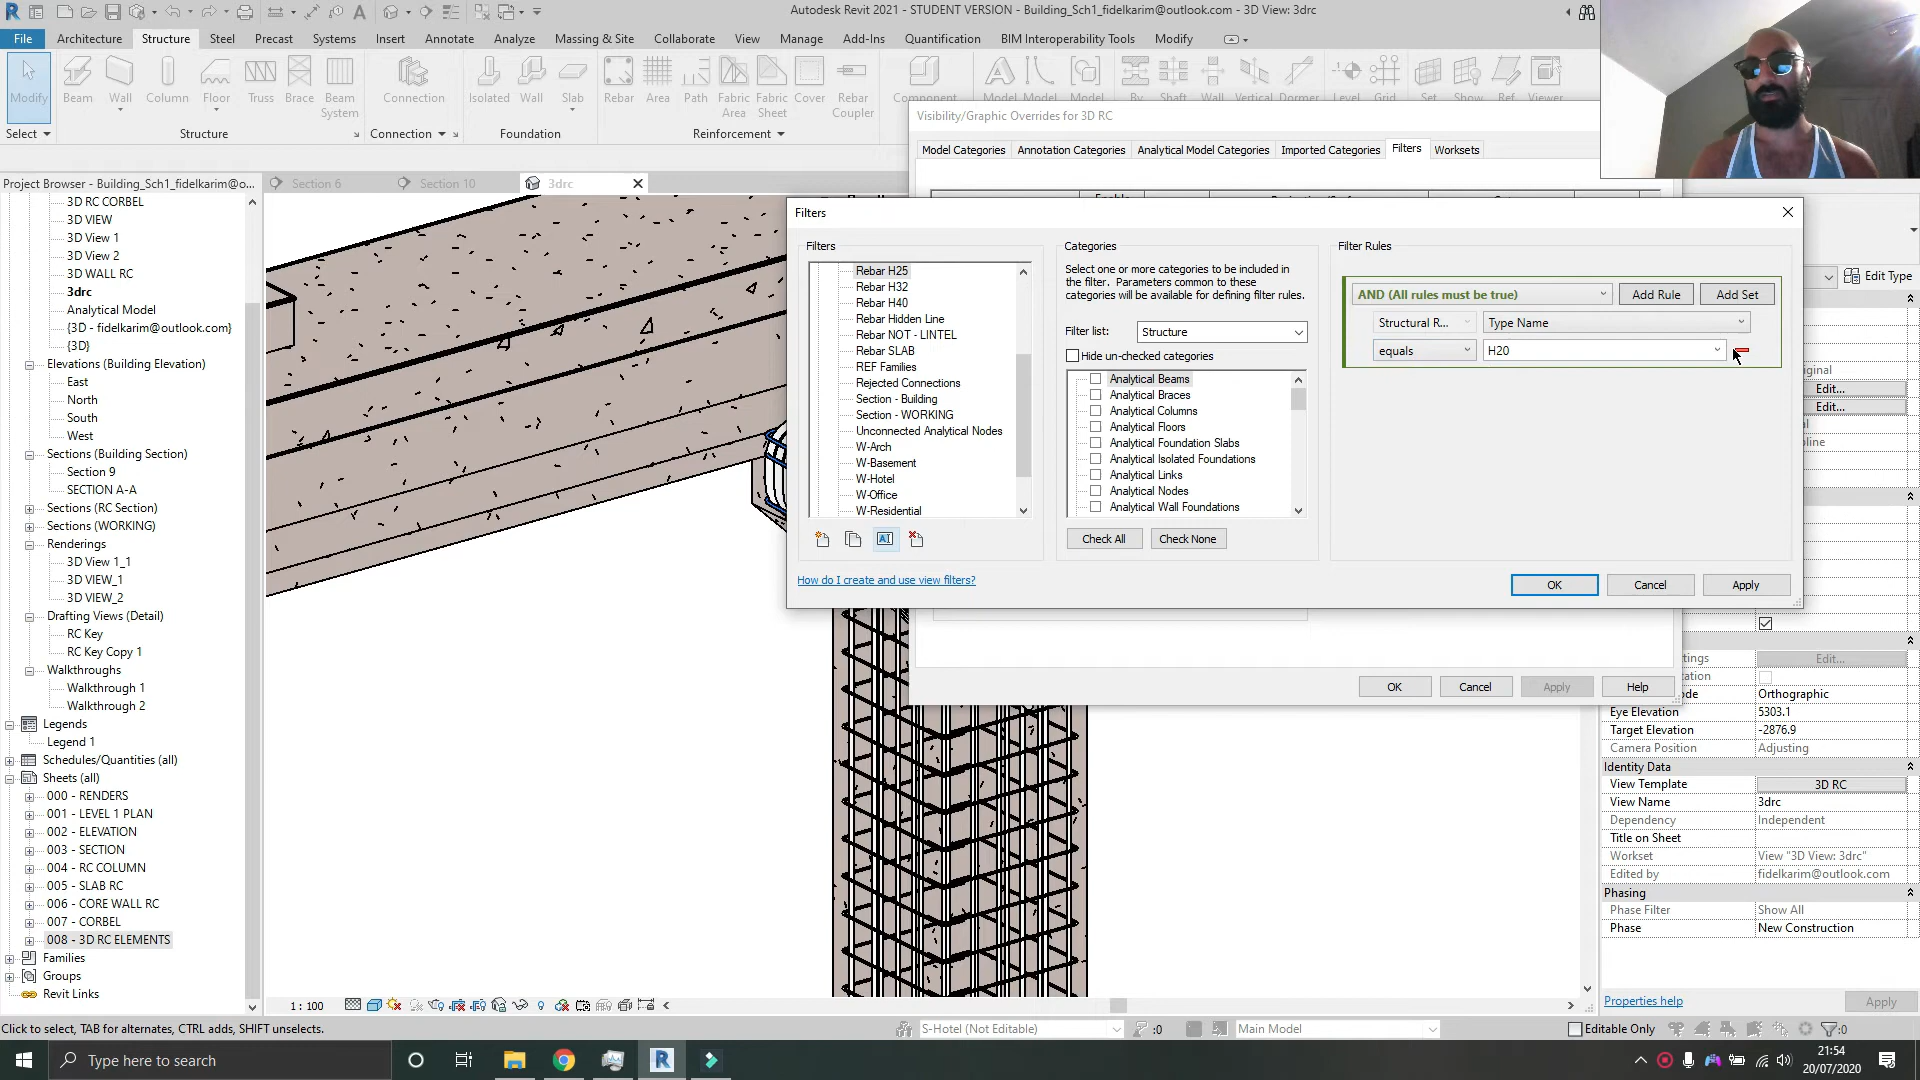 Autodesk Revit 2021 - STUDENT VERSION - Building_Sch1_fidelkarim@outlook.com - 3D View: 3drc
File Architecture Structure Steel Precast Systems Insert Annotate Analyze Massing & Site Collaborate View Manage Add-Ins Quantification BIM Interoperability Tools Modify
Modify Beam Wall Column Floor Truss Brace Beam System Connection Isolated Wall Slab Rebar Area Path Fabric Area Fabric Sheet Cover Rebar Coupler Component Model Model Model By Shaft Wall Vertical Dormer Level Grid Set Show Ref Viewer
Select Structure Connection Foundation Reinforcement
Visibility/Graphic Overrides for 3D RC
Model Categories Annotation Categories Analytical Model Categories Imported Categories Filters Worksets
Project Browser - Building_Sch1_fidelkarim@o...
Section 6 Section 10 3drc
3D RC CORBEL
3D VIEW
3D View 1
3D View 2
3D WALL RC
3drc
Analytical Model
{3D - fidelkarim@outlook.com}
{3D}
Elevations (Building Elevation)
East
North
South
West
Sections (Building Section)
Section 9
SECTION A-A
Sections (RC Section)
Sections (WORKING)
Renderings
3D View 1_1
3D VIEW_1
3D VIEW_2
Drafting Views (Detail)
RC Key
RC Key Copy 1
Walkthroughs
Walkthrough 1
Walkthrough 2
Legends
Legend 1
Schedules/Quantities (all)
Sheets (all)
000 - RENDERS
001 - LEVEL 1 PLAN
002 - ELEVATION
003 - SECTION
004 - RC COLUMN
005 - SLAB RC
006 - CORE WALL RC
007 - CORBEL
008 - 3D RC ELEMENTS
Families
Groups
Revit Links
Filters
Filters
Rebar H25
Rebar H32
Rebar H40
Rebar Hidden Line
Rebar NOT - LINTEL
Rebar SLAB
REF Families
Rejected Connections
Section - Building
Section - WORKING
Unconnected Analytical Nodes
W-Arch
W-Basement
W-Hotel
W-Office
W-Residential
How do I create and use view filters?
Categories
Select one or more categories to be included in
the filter. Parameters common to these
categories will be available for defining filter rules.
Filter list: Structure
Hide un-checked categories
Analytical Beams
Analytical Braces
Analytical Columns
Analytical Floors
Analytical Foundation Slabs
Analytical Isolated Foundations
Analytical Links
Analytical Nodes
Analytical Wall Foundations
Check All Check None
Filter Rules
AND (All rules must be true) Add Rule Add Set
Structural R... Type Name
equals H20
OK Cancel Apply
OK Cancel Apply Help
Edit Type
Edit...
Edit...
Edit...
Orthographic
Eye Elevation 5303.1
Target Elevation -2876.9
Camera Position Adjusting
Identity Data
View Template 3D RC
View Name 3drc
Dependency Independent
Title on Sheet
Workset View "3D View: 3drc"
Edited by fidelkarim@outlook.com
Phasing
Phase Filter Show All
Phase New Construction
Properties help Apply
1 : 100
Click to select, TAB for alternates, CTRL adds, SHIFT unselects.
S-Hotel (Not Editable) :0 Main Model Editable Only :0
Type here to search
21:54
20/07/2020